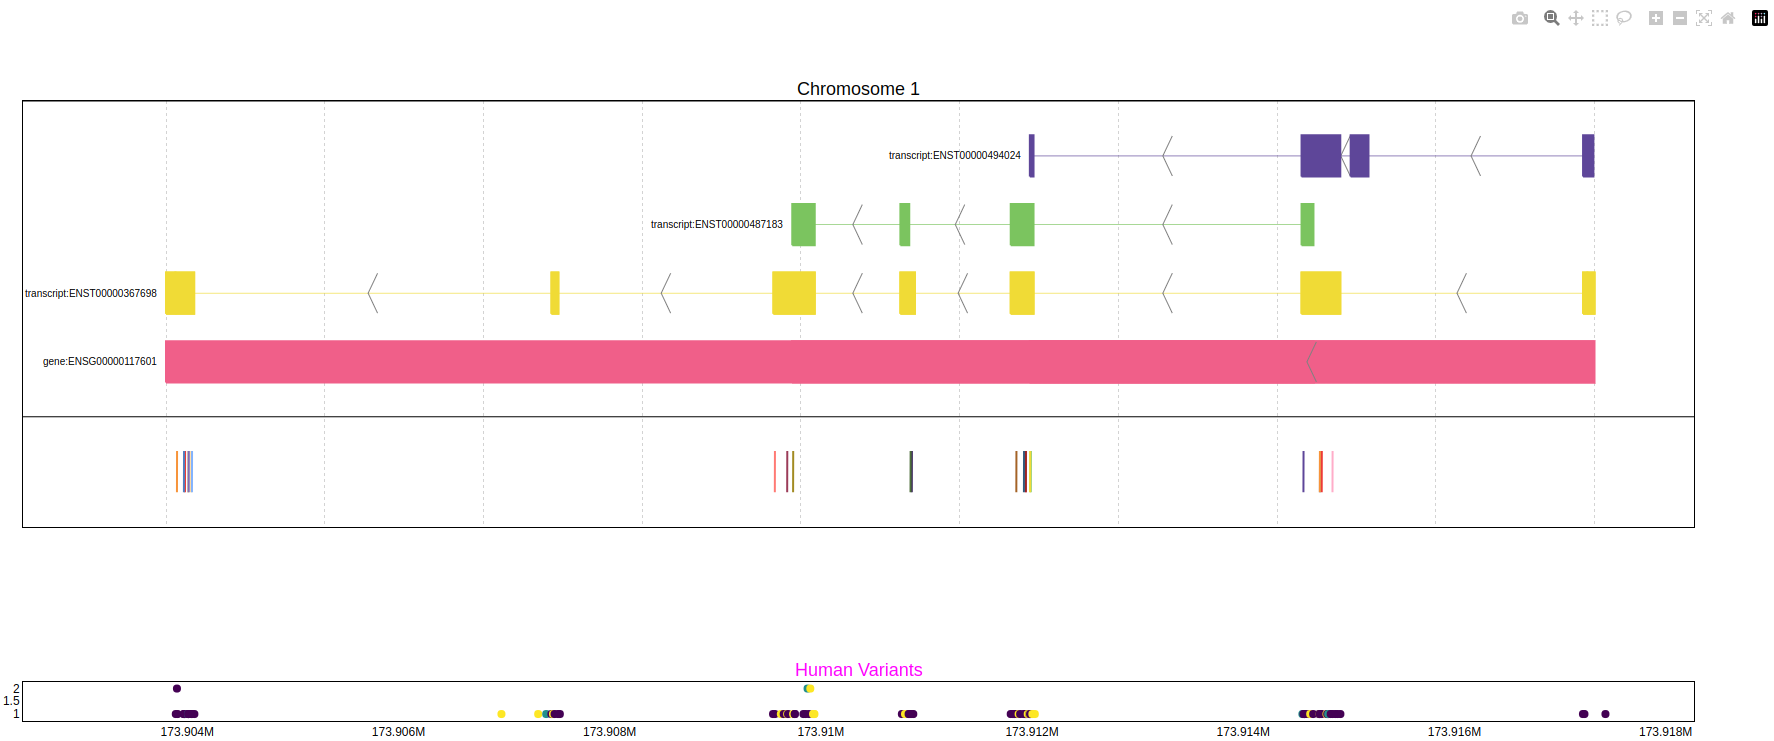 Chromosome 1
transcript:ENST00000494024
transcript:ENST00000487183
transcript:ENST00000367698
gene:ENSG00000117601
Human Variants
2
1.5
1
173.904M 173.906M 173.908M 173.91M 173.912M 173.914M 173.916M 173.918M